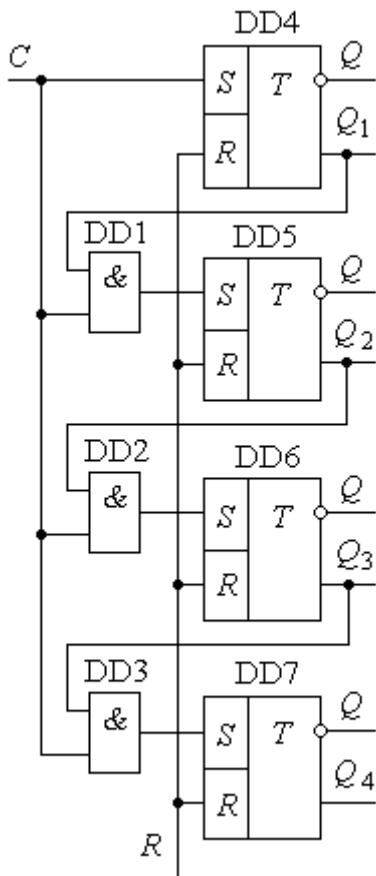 DD4
C
S T Q
R Q1
DD1 DD5
& S T Q
R Q2
DD2 DD6
& S T Q
R Q3
DD3 DD7
& S T Q
R Q4
R